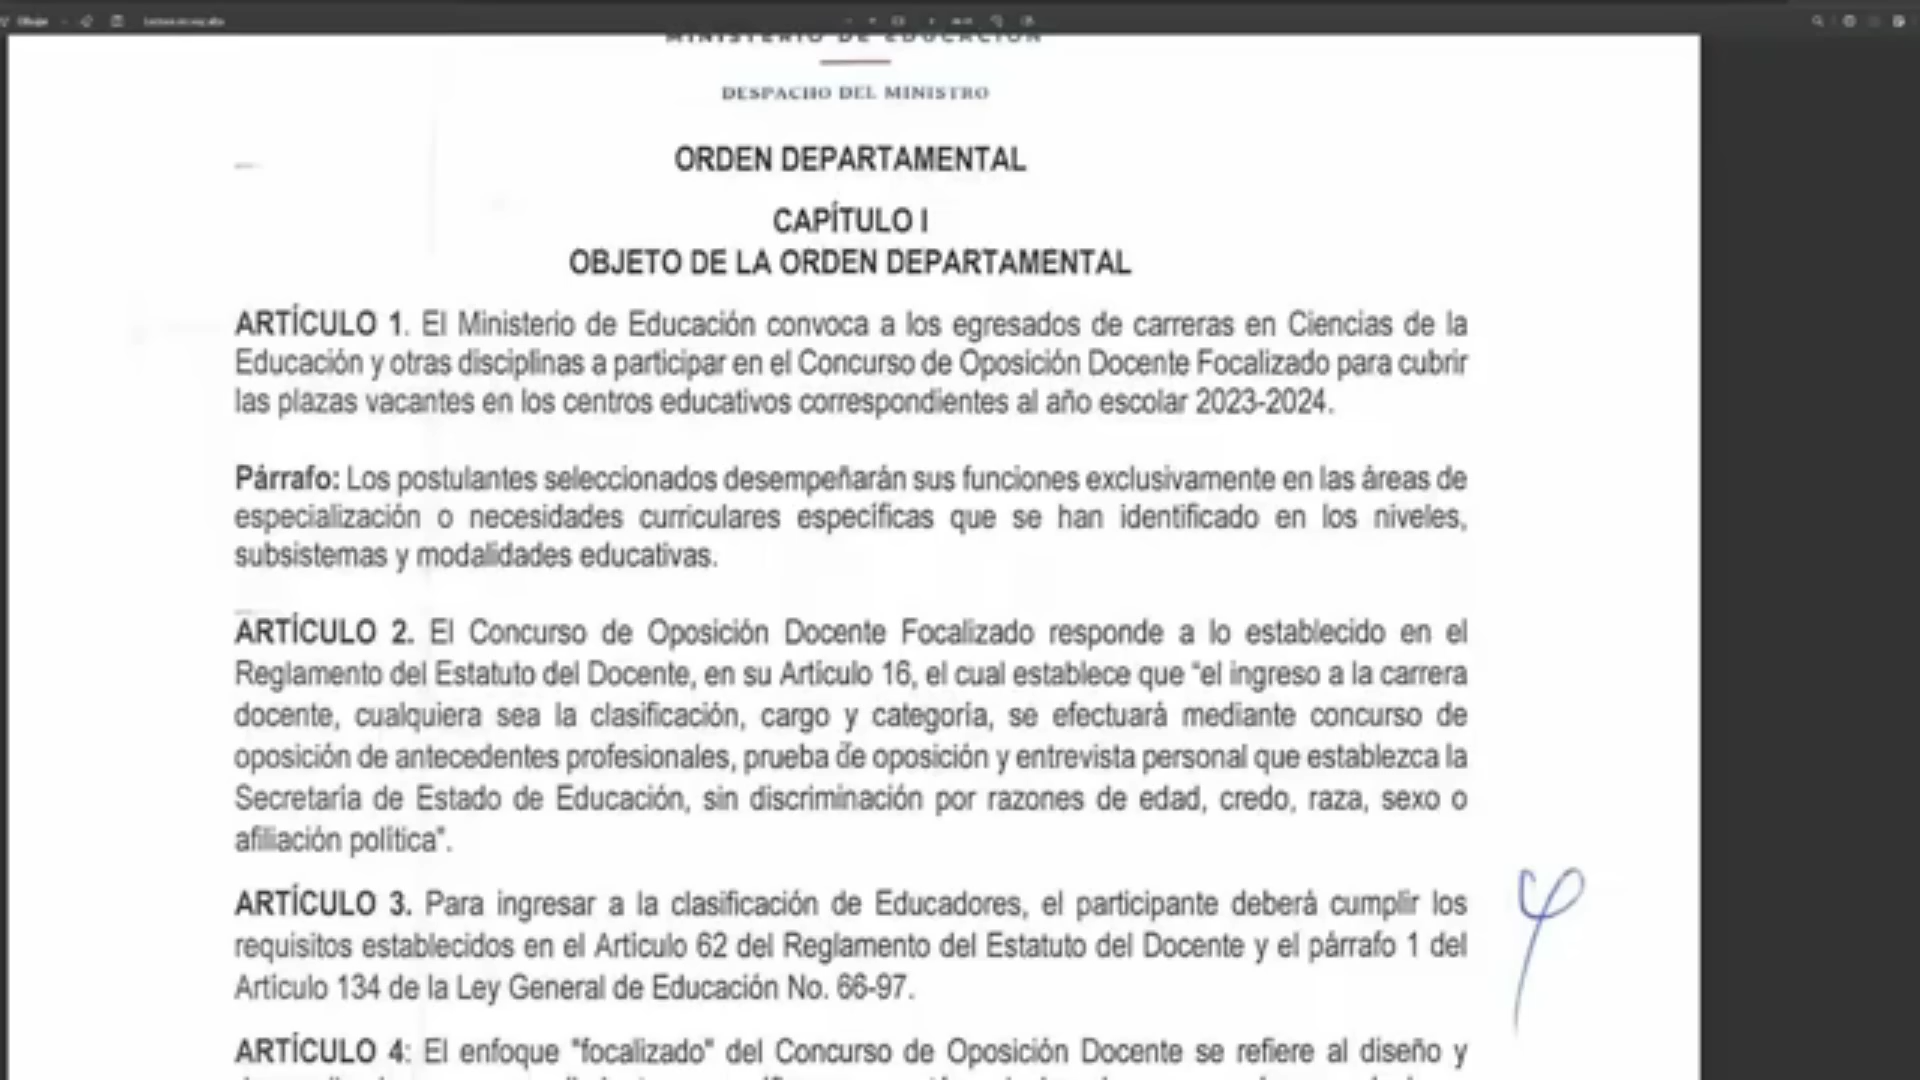 MINISTERIO DE EDUCACIÓN
DESPACHO DEL MINISTRO
ORDEN DEPARTAMENTAL
CAPÍTULO I
OBJETO DE LA ORDEN DEPARTAMENTAL
ARTÍCULO 1. El Ministerio de Educación convoca a los egresados de carreras en Ciencias de la
Educación y otras disciplinas a participar en el Concurso de Oposición Docente Focalizado para cubrir
las plazas vacantes en los centros educativos correspondientes al año escolar 2023-2024.
Párrafo: Los postulantes seleccionados desempeñarán sus funciones exclusivamente en las áreas de
especialización o necesidades curriculares específicas que se han identificado en los niveles,
subsistemas y modalidades educativas.
ARTÍCULO 2. El Concurso de Oposición Docente Focalizado responde a lo establecido en el
Reglamento del Estatuto del Docente, en su Artículo 16, el cual establece que "el ingreso a la carrera
docente, cualquiera sea la clasificación, cargo y categoría, se efectuará mediante concurso de
oposición de antecedentes profesionales, prueba de oposición y entrevista personal que establezca la
Secretaría de Estado de Educación, sin discriminación por razones de edad, credo, raza, sexo o
afiliación política".
ARTÍCULO 3. Para ingresar a la clasificación de Educadores, el participante deberá cumplir los
requisitos establecidos en el Artículo 62 del Reglamento del Estatuto del Docente y el párrafo 1 del
Artículo 134 de la Ley General de Educación No. 66-97.
ARTÍCULO 4: El enfoque "focalizado" del Concurso de Oposición Docente se refiere al diseño y